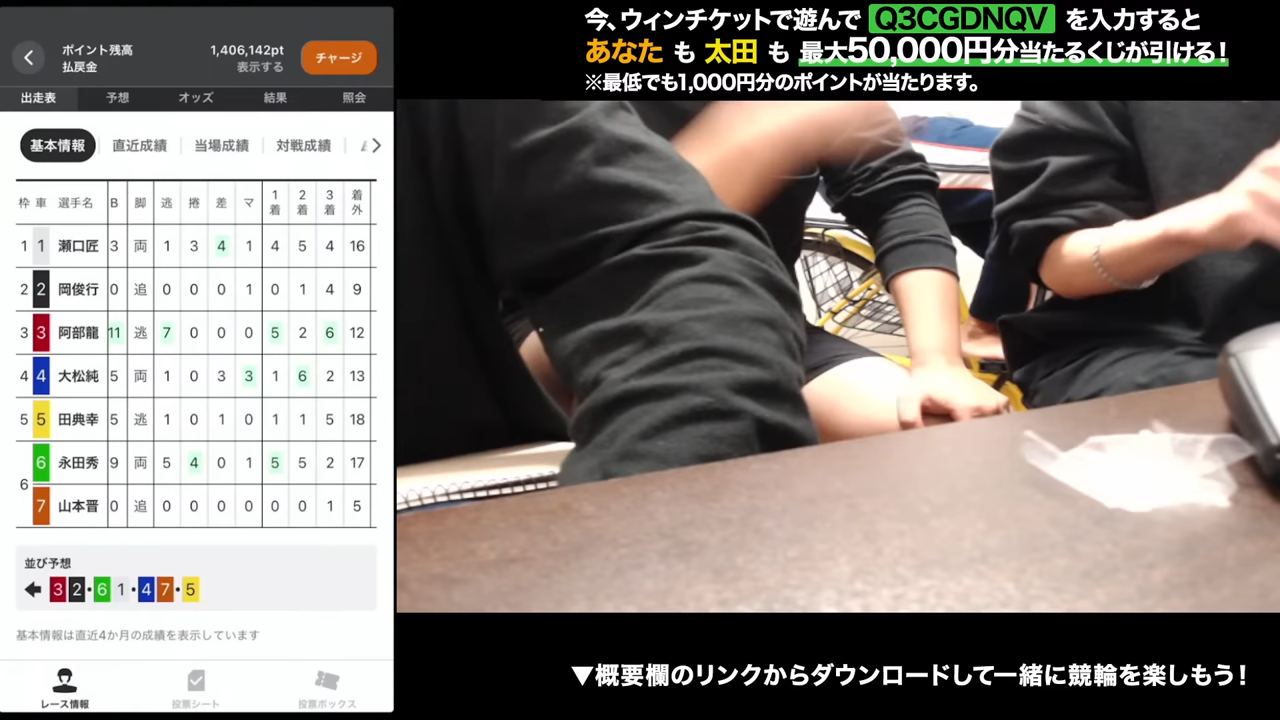 ポイント残高
払戻金
1,406,142pt
表示する
チャージ
出走表 予想 オッズ 結果 照会
基本情報 直近成績 当場成績 対戦成績
枠 車 選手名 B 脚 逃 捲 差 マ 1着 2着 3着 着外
1 1 瀬口匠 3 両 1 3 4 1 4 5 4 16
2 2 岡俊行 0 追 0 0 0 1 0 1 4 9
3 3 阿部龍 11 逃 7 0 0 0 5 2 6 12
4 4 大松純 5 両 1 0 3 3 1 6 2 13
5 5 田典幸 5 逃 1 0 1 0 1 1 5 18
6 6 永田秀 9 両 5 4 0 1 5 5 2 17
7 山本晋 0 追 0 0 0 0 0 0 1 5
並び予想
3 2・6 1・4 7・5
基本情報は直近4か月の成績を表示しています
レース情報 投票シート 投票ボックス
今、ウィンチケットで遊んで Q3CGDNQV を入力すると
あなた も 太田 も 最大50,000円分当たるくじが引ける!
※最低でも1,000円分のポイントが当たります。
▼概要欄のリンクからダウンロードして一緒に競輪を楽しもう!